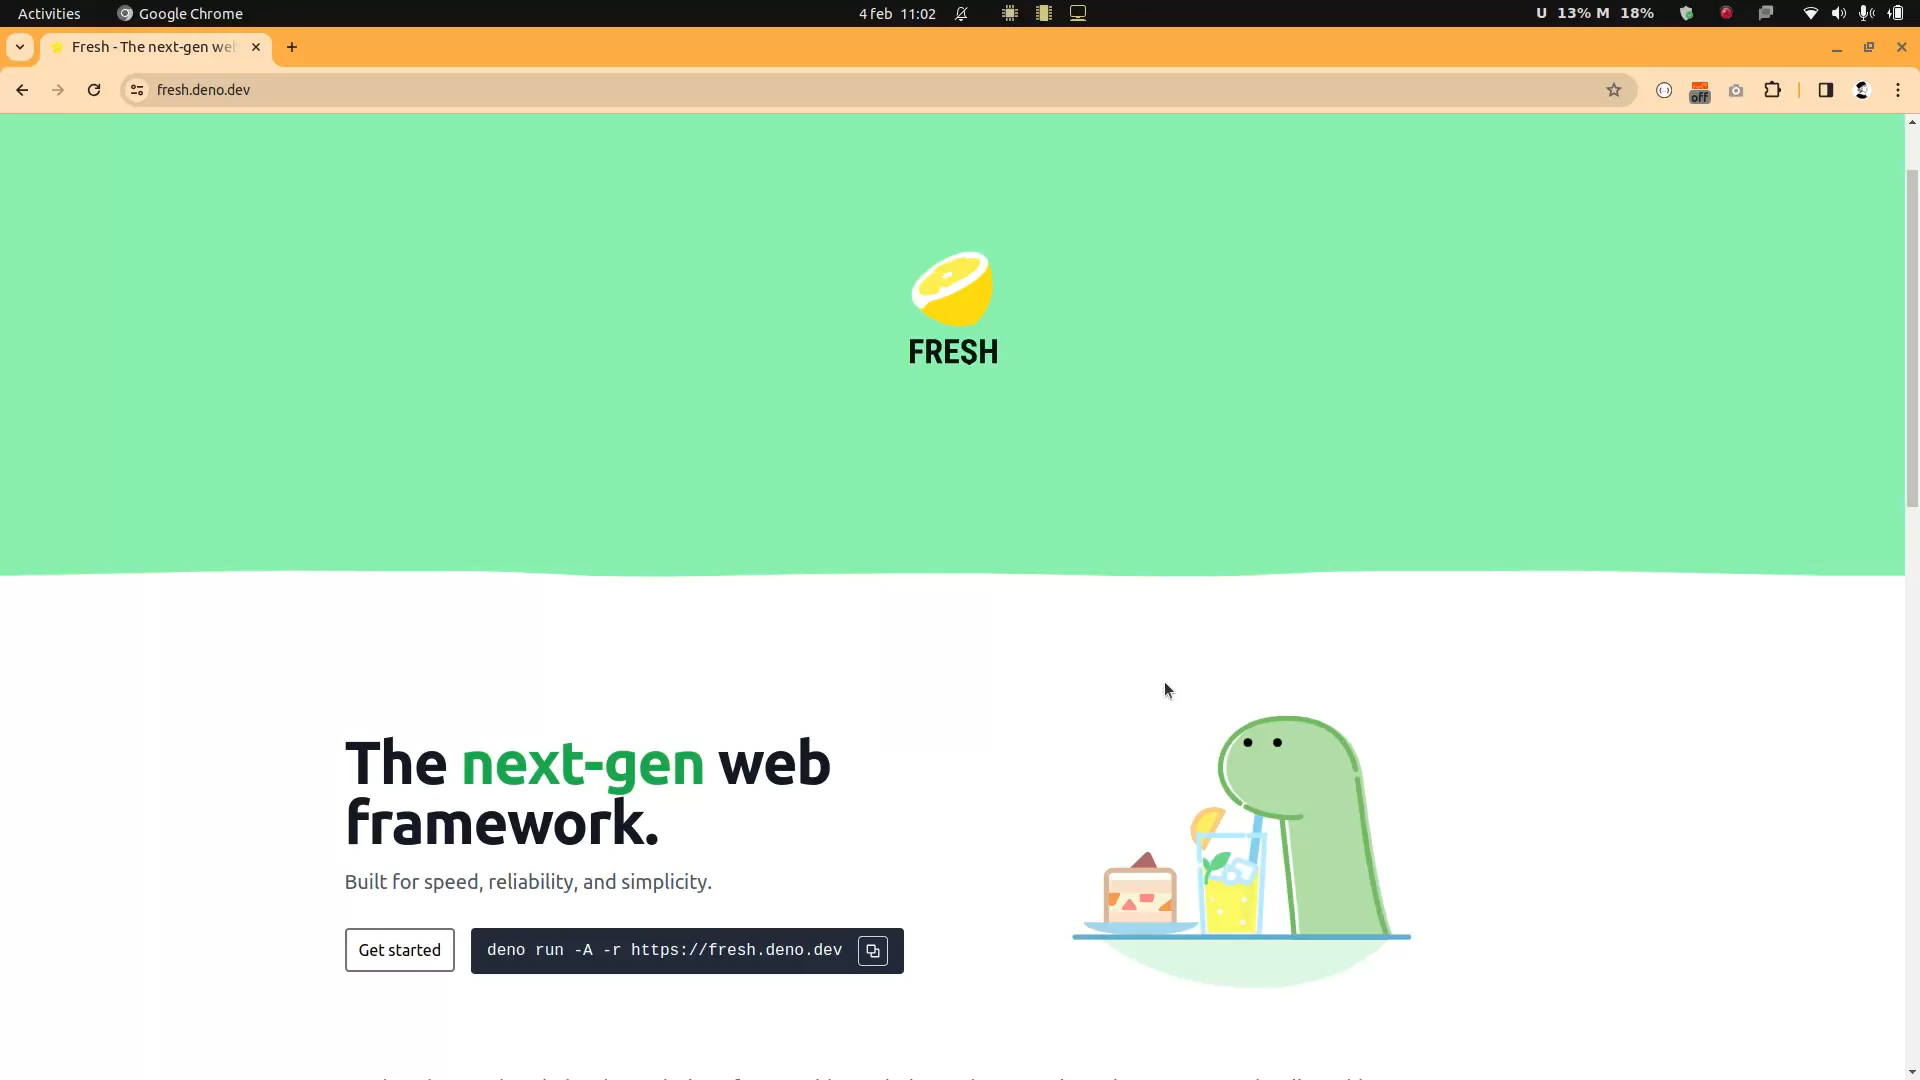 Activities
Google Chrome
4 feb 11:02
U 13% M 18%
Fresh - The next-gen we
fresh.deno.dev
off
FRESH
The next-gen web
framework.
Built for speed, reliability, and simplicity.
Get started
deno run -A -r https://fresh.deno.dev